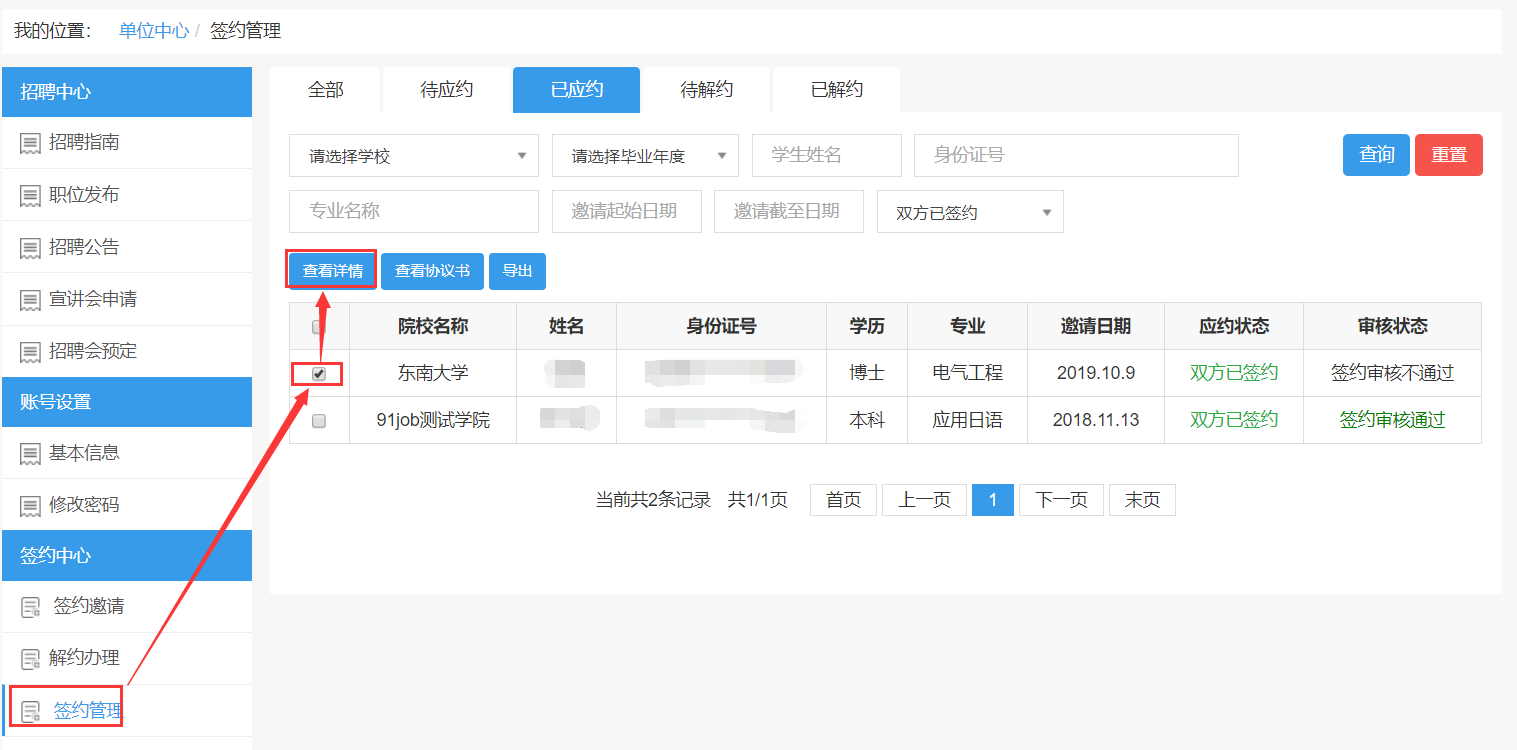 我的位置： 单位中心 / 签约管理
招聘中心
招聘指南
职位发布
招聘公告
宣讲会申请
招聘会预定
账号设置
基本信息
修改密码
签约中心
签约邀请
解约办理
签约管理
全部 待应约 已应约 待解约 已解约
请选择学校 请选择毕业年度 学生姓名 身份证号 查询 重置
专业名称 邀请起始日期 邀请截至日期 双方已签约
查看详情 查看协议书 导出
院校名称 姓名 身份证号 学历 专业 邀请日期 应约状态 审核状态
东南大学 博士 电气工程 2019.10.9 双方已签约 签约审核不通过
91job测试学院 本科 应用日语 2018.11.13 双方已签约 签约审核通过
当前共2条记录 共1/1页 首页 上一页 1 下一页 末页